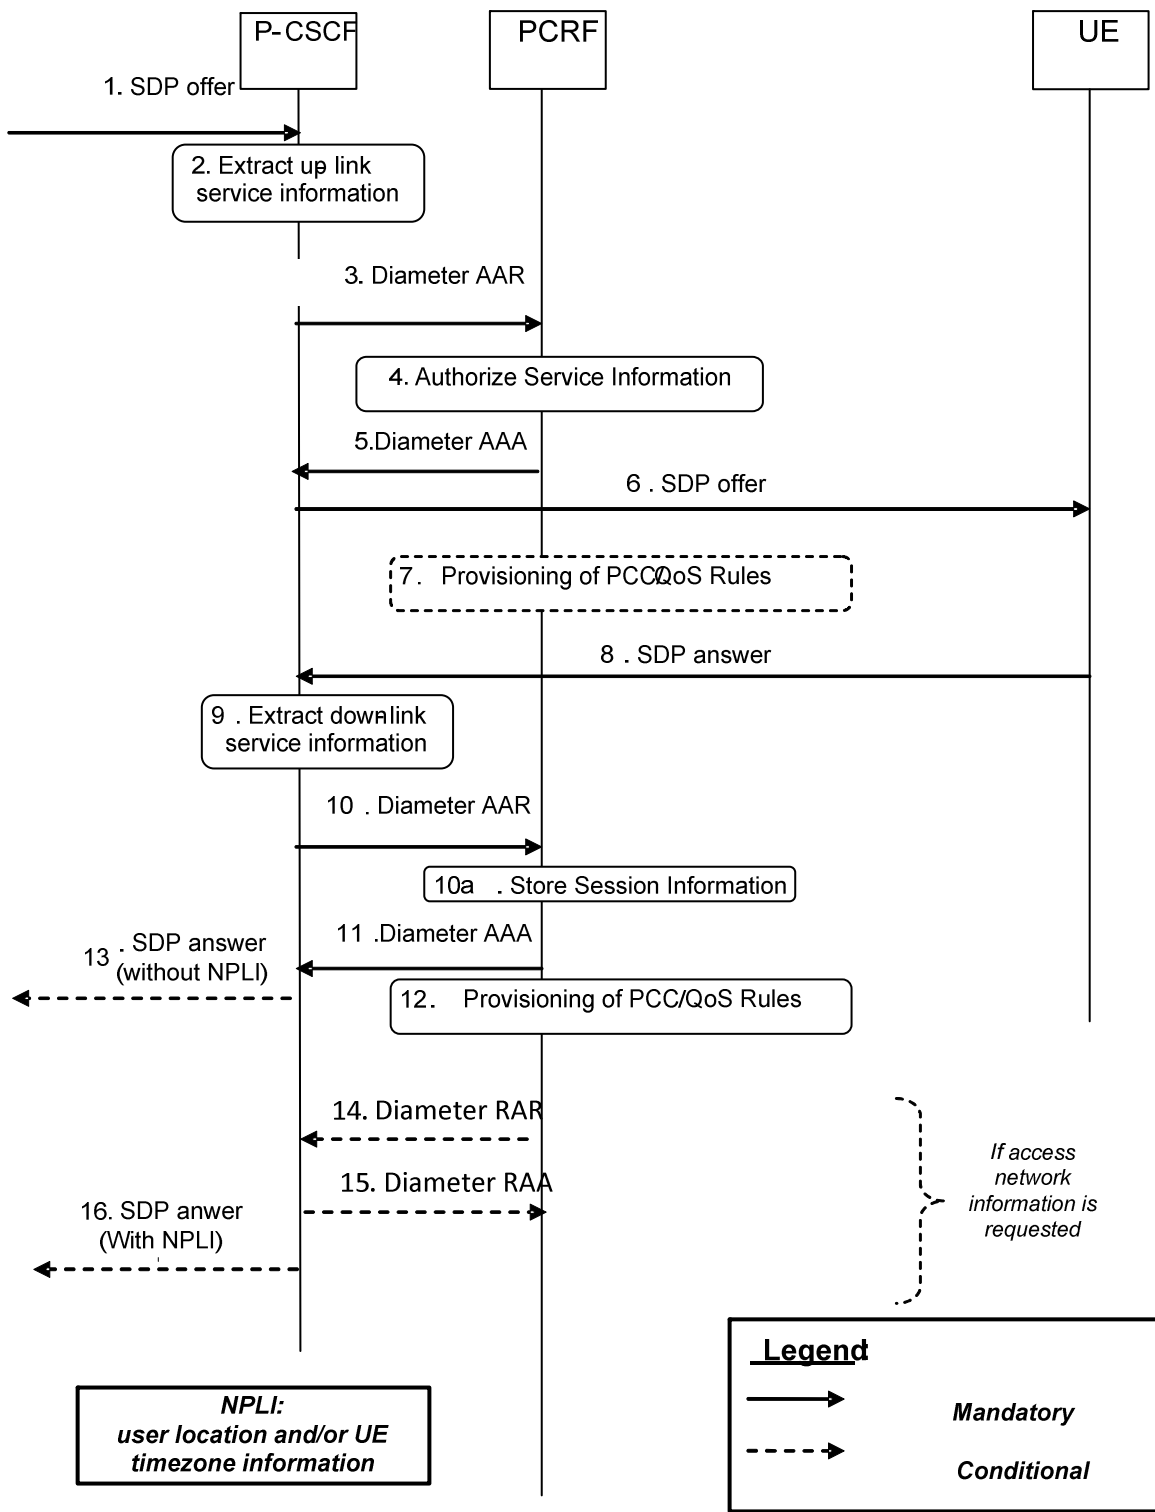 P-CSCF
PCRF
UE
1. SDP offer
2. Extract up link
service information
3. Diameter AAR
4. Authorize Service Information
5.Diameter AAA
6 . SDP offer
7. Provisioning of PCC/QoS Rules
8 . SDP answer
9 . Extract down-link
service information
10 . Diameter AAR
10a . Store Session Information
11 .Diameter AAA
13 . SDP answer
(without NPLI)
12. Provisioning of PCC/QoS Rules
14. Diameter RAR
15. Diameter RAA
16. SDP anwer
(With NPLI)
If access
network
information is
requested
Legend:
Mandatory
Conditional
NPLI:
user location and/or UE
timezone information